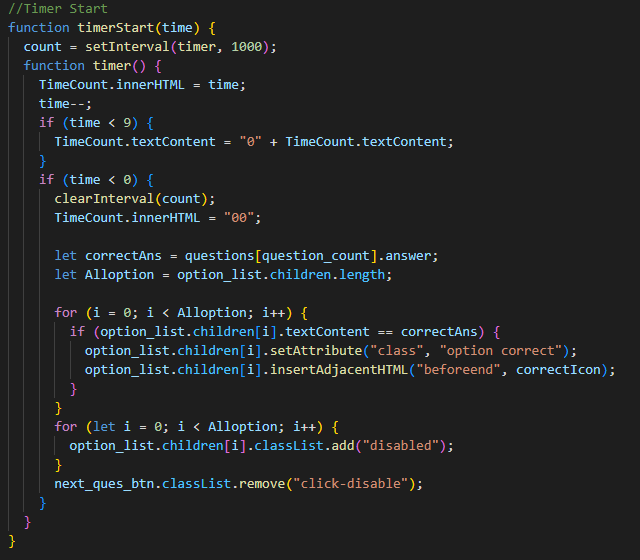 //Timer Start
function timerStart(time) {
  count = setInterval(timer, 1000);
  function timer() {
    TimeCount.innerHTML = time;
    time--;
    if (time < 9) {
      TimeCount.textContent = "0" + TimeCount.textContent;
    }
    if (time < 0) {
      clearInterval(count);
      TimeCount.innerHTML = "00";

      let correctAns = questions[question_count].answer;
      let Alloption = option_list.children.length;

      for (i = 0; i < Alloption; i++) {
        if (option_list.children[i].textContent == correctAns) {
          option_list.children[i].setAttribute("class", "option correct");
          option_list.children[i].insertAdjacentHTML("beforeend", correctIcon);
        }
      }
      for (let i = 0; i < Alloption; i++) {
        option_list.children[i].classList.add("disabled");
      }
      next_ques_btn.classList.remove("click-disable");
    }
  }
}